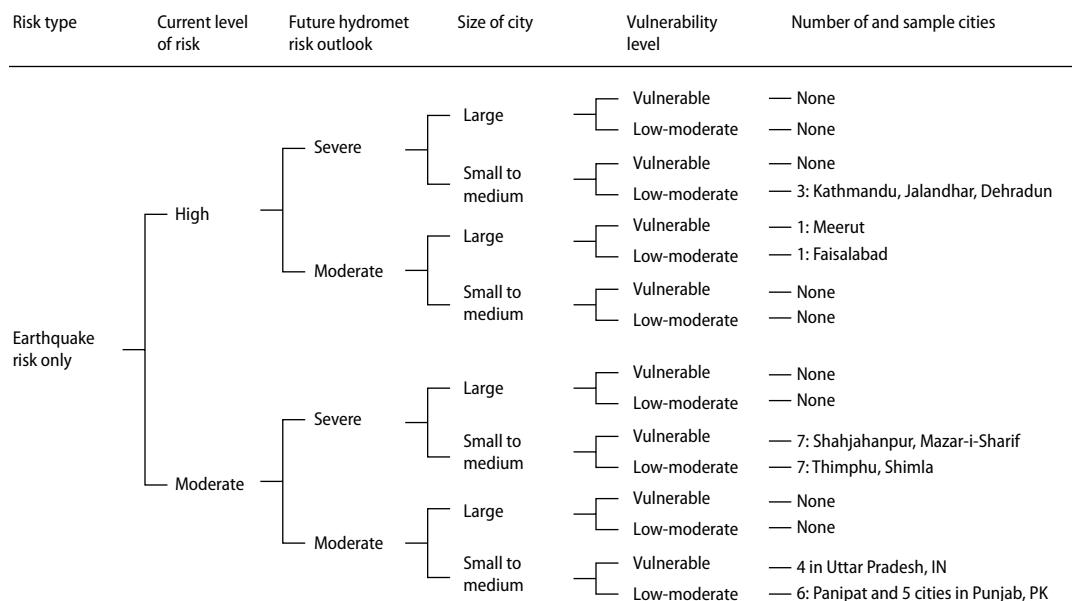 Risk type
Current level
of risk
Future hydromet
risk outlook
Size of city
Vulnerability
level
Number of and sample cities
Earthquake
risk only
High
Severe
Large
Vulnerable
None
Low-moderate
None
Small to
medium
Vulnerable
None
Low-moderate
3: Kathmandu, Jalandhar, Dehradun
Moderate
Large
Vulnerable
1: Meerut
Low-moderate
1: Faisalabad
Small to
medium
Vulnerable
None
Low-moderate
None
Moderate
Severe
Large
Vulnerable
None
Low-moderate
None
Small to
medium
Vulnerable
7: Shahjahanpur, Mazar-i-Sharif
Low-moderate
7: Thimphu, Shimla
Moderate
Large
Vulnerable
None
Low-moderate
None
Small to
medium
Vulnerable
4 in Uttar Pradesh, IN
Low-moderate
6: Panipat and 5 cities in Punjab, PK